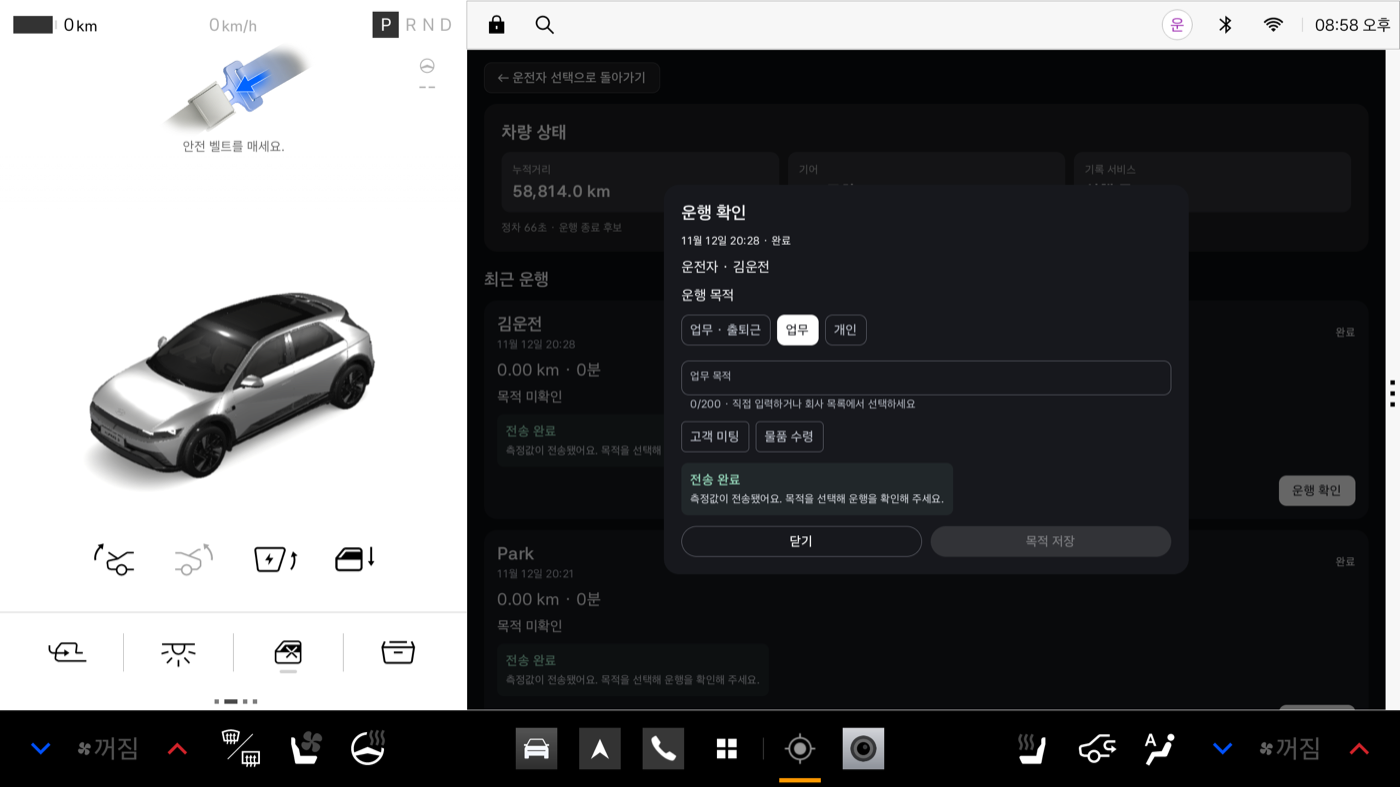 0 km
0 km/h
P R N D
운
08:58 오후
안전 벨트를 매세요.
← 운전자 선택으로 돌아가기
차량 상태
누적거리
58,814.0 km
기어
기록 서비스
정차 66초 · 운행 종료 후보
최근 운행
김운전
11월 12일 20:28
0.00 km · 0분
목적 미확인
전송 완료
측정값이 전송됐어요. 목적을 선택해
완료
운행 확인
Park
11월 12일 20:21
0.00 km · 0분
목적 미확인
전송 완료
측정값이 전송됐어요. 목적을 선택해 운행을 확인해 주세요.
완료
운행 확인
11월 12일 20:28 · 완료
운전자 · 김운전
운행 목적
업무 · 출퇴근
업무
개인
업무 목적
0/200 · 직접 입력하거나 회사 목록에서 선택하세요
고객 미팅
물품 수령
전송 완료
측정값이 전송됐어요. 목적을 선택해 운행을 확인해 주세요.
닫기
목적 저장
꺼짐
A
꺼짐